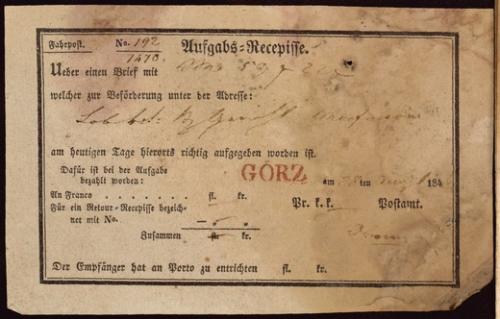 Fahrpost. No. 192 Aufgabs-Recepisse.
1470.
Ueber einen Brief mit
welcher zur Beförderung unter der Adresse:
am heutigen Tage hierorts richtig aufgegeben worden ist.
Dafür ist bei der Aufgabe
bezahlt worden:
GÖRZ am ten 184
An Franco . . . . . . . fl. kr.
Für ein Retour-Recepisse bezeich-
net mit No. — 6. Pr. k. k. Postamt.
Zusammen fl. kr.
Der Empfänger hat an Porto zu entrichten fl. kr.